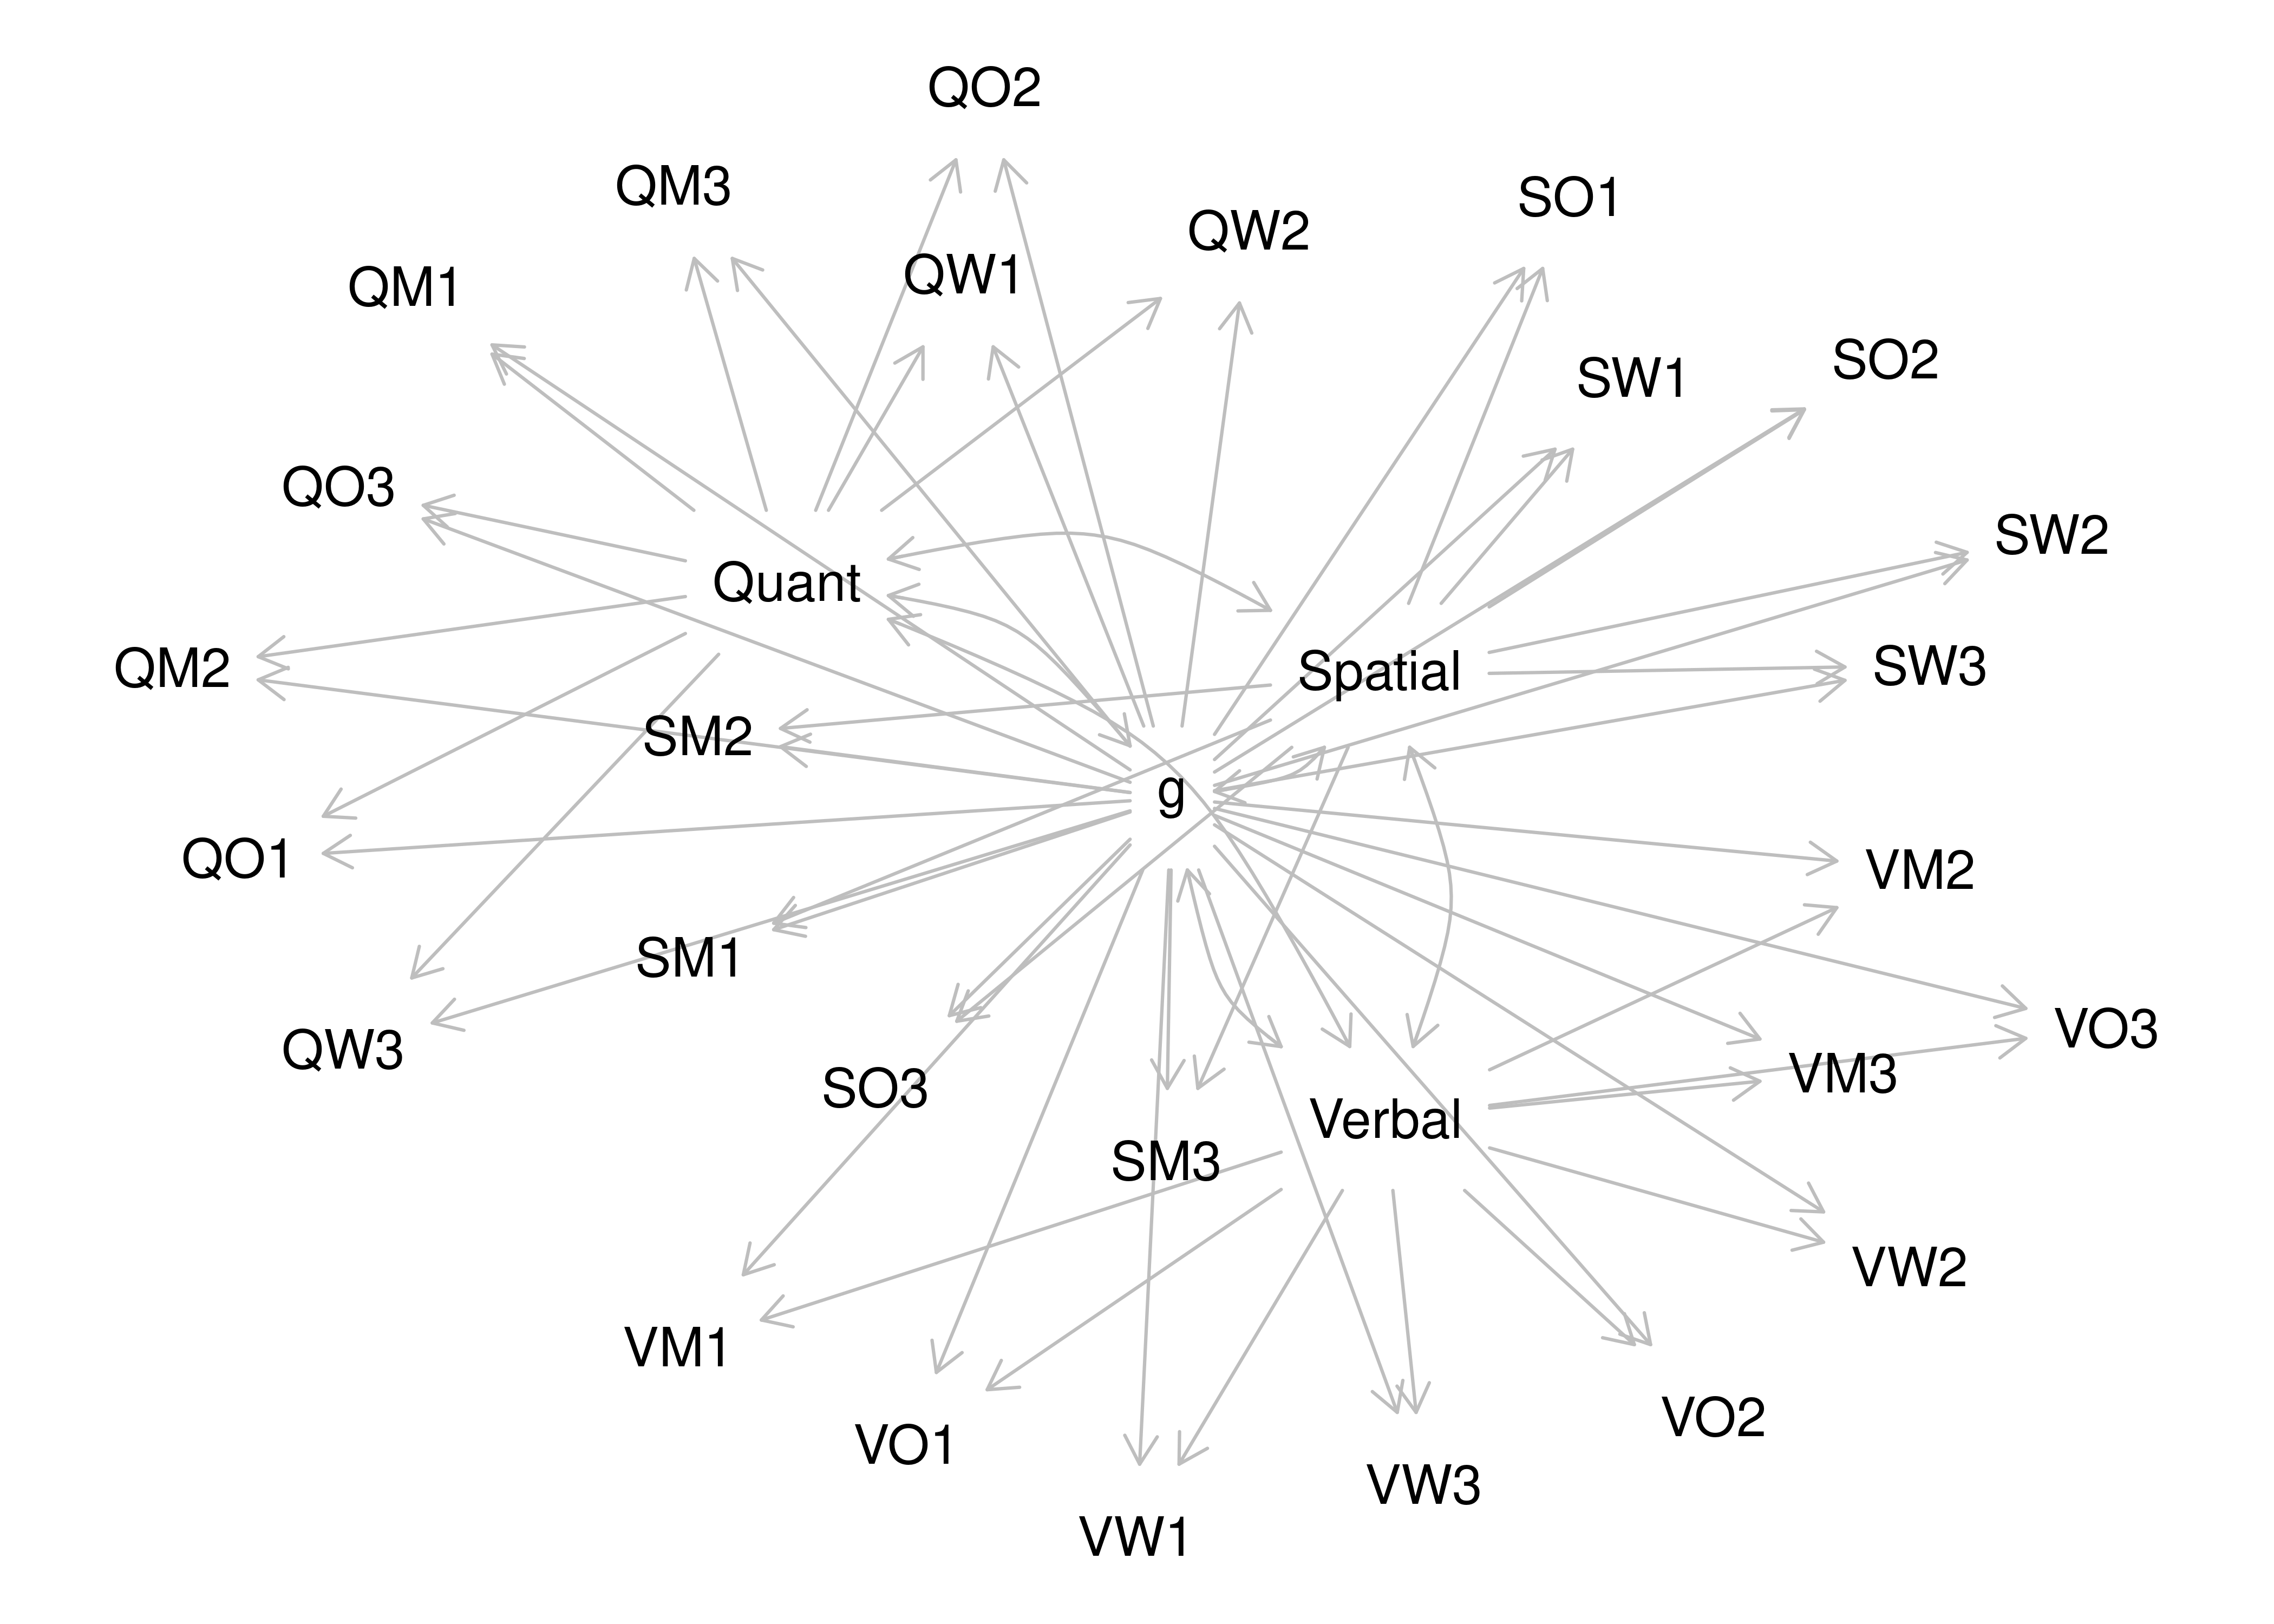 QO2
QM3
SO1
QW2
QW1
QM1
SO2
SW1
QO3
SW2
Quant
QM2
Spatial
SW3
SM2
g
QO1
VM2
SM1
VO3
QW3
VM3
SO3
Verbal
SM3
VW2
VM1
VO2
VO1
VW3
VW1